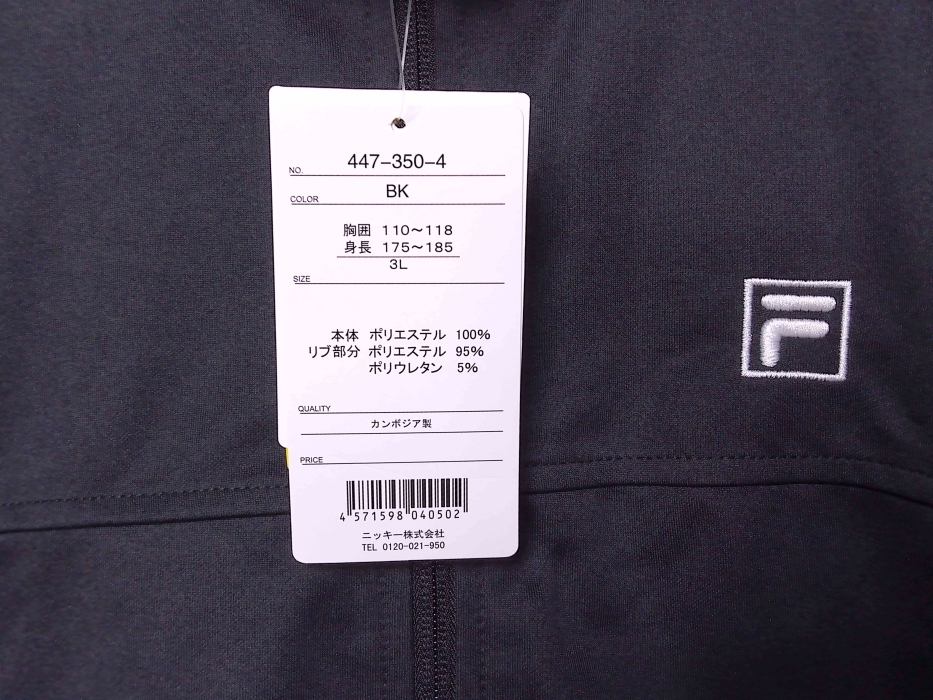 NO. 447-350-4
COLOR BK
胸囲 110～118
身長 175～185
3L
SIZE
本体 ポリエステル 100%
リブ部分 ポリエステル 95%
ポリウレタン 5%
QUALITY
カンボジア製
PRICE
4 571598 040502
ニッキー株式会社
TEL 0120-021-950
F